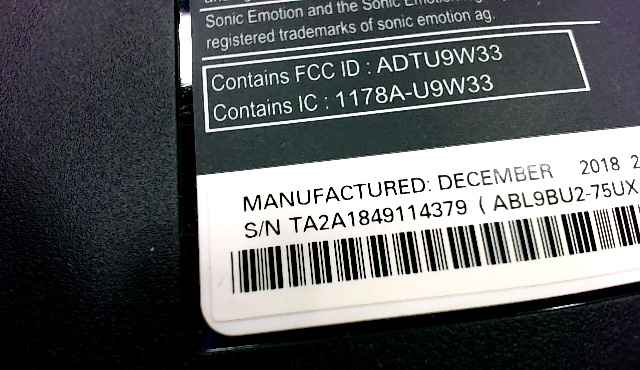 Sonic Emotion and the Sonic Emotion
registered trademarks of sonic emotion ag.
Contains FCC ID : ADTU9W33
Contains IC : 1178A-U9W33
MANUFACTURED: DECEMBER 2018 2
S/N TA2A1849114379 ( ABL9BU2-75UX